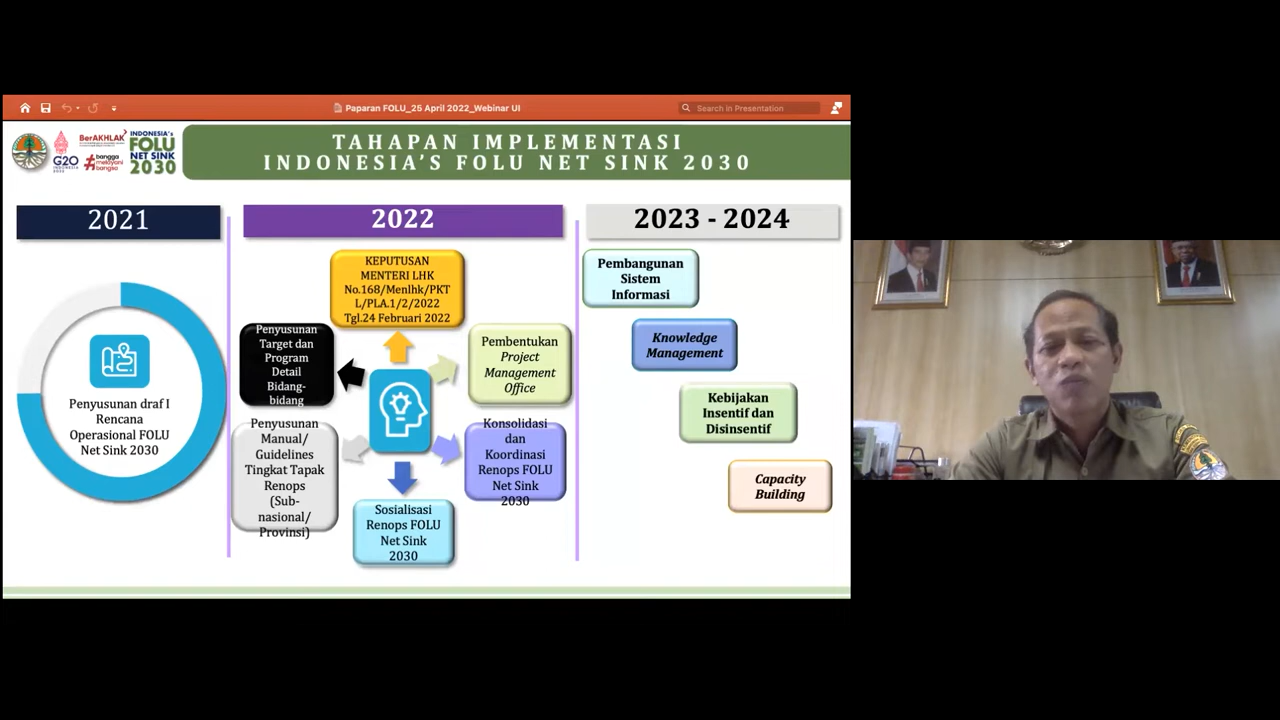 Paparan FOLU_25 April 2022_Webinar UI
Search in Presentation
G20
BerAKHLAK
#bangga
melayani
bangsa
INDONESIA's
FOLU
NET SINK
2030
TAHAPAN IMPLEMENTASI
INDONESIA'S FOLU NET SINK 2030
2021
Penyusunan draf I
Rencana
Operasional FOLU
Net Sink 2030
2022
KEPUTUSAN
MENTERI LHK
No.168/Menlhk/PKT
L/PLA.1/2/2022
Tgl.24 Februari 2022
Penyusunan
Target dan
Program
Detail
Bidang-
bidang
Pembentukan
Project
Management
Office
Penyusunan
Manual/
Guidelines
Tingkat Tapak
Renops
(Sub-
nasional/
Provinsi)
Konsolidasi
dan
Koordinasi
Renops FOLU
Net Sink
2030
Sosialisasi
Renops FOLU
Net Sink
2030
2023 - 2024
Pembangunan
Sistem
Informasi
Knowledge
Management
Kebijakan
Insentif dan
Disinsentif
Capacity
Building